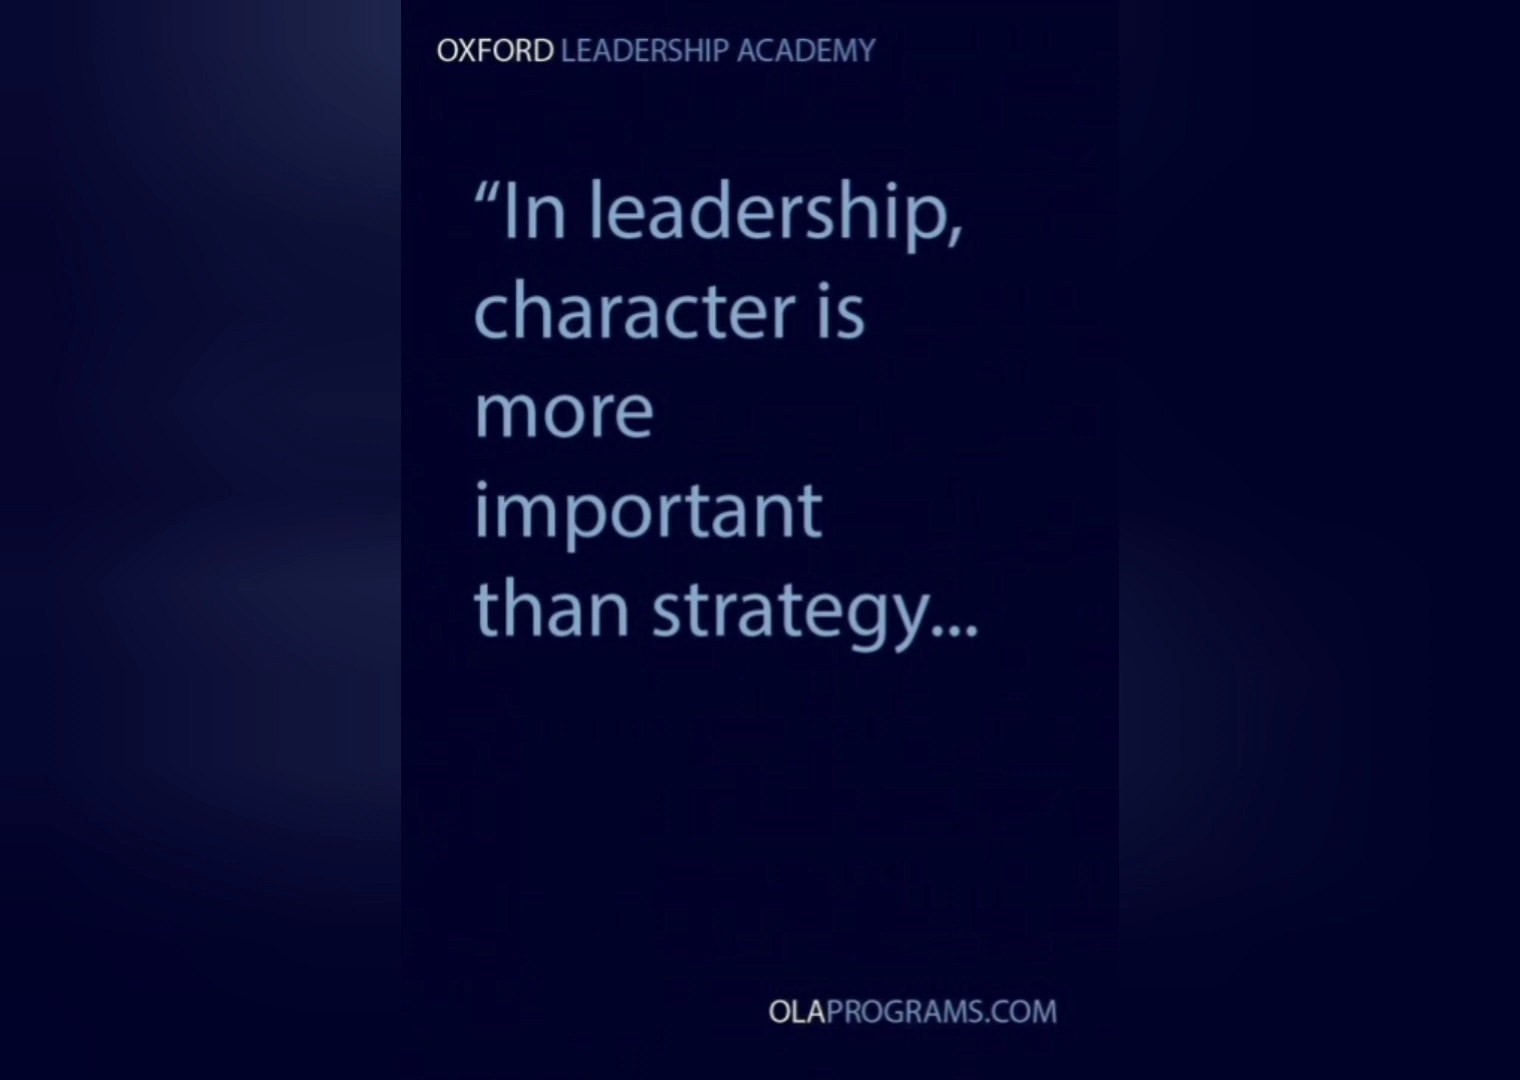 OXFORD LEADERSHIP ACADEMY
“In leadership,
character is
more
important
than strategy...
OLAPROGRAMS.COM